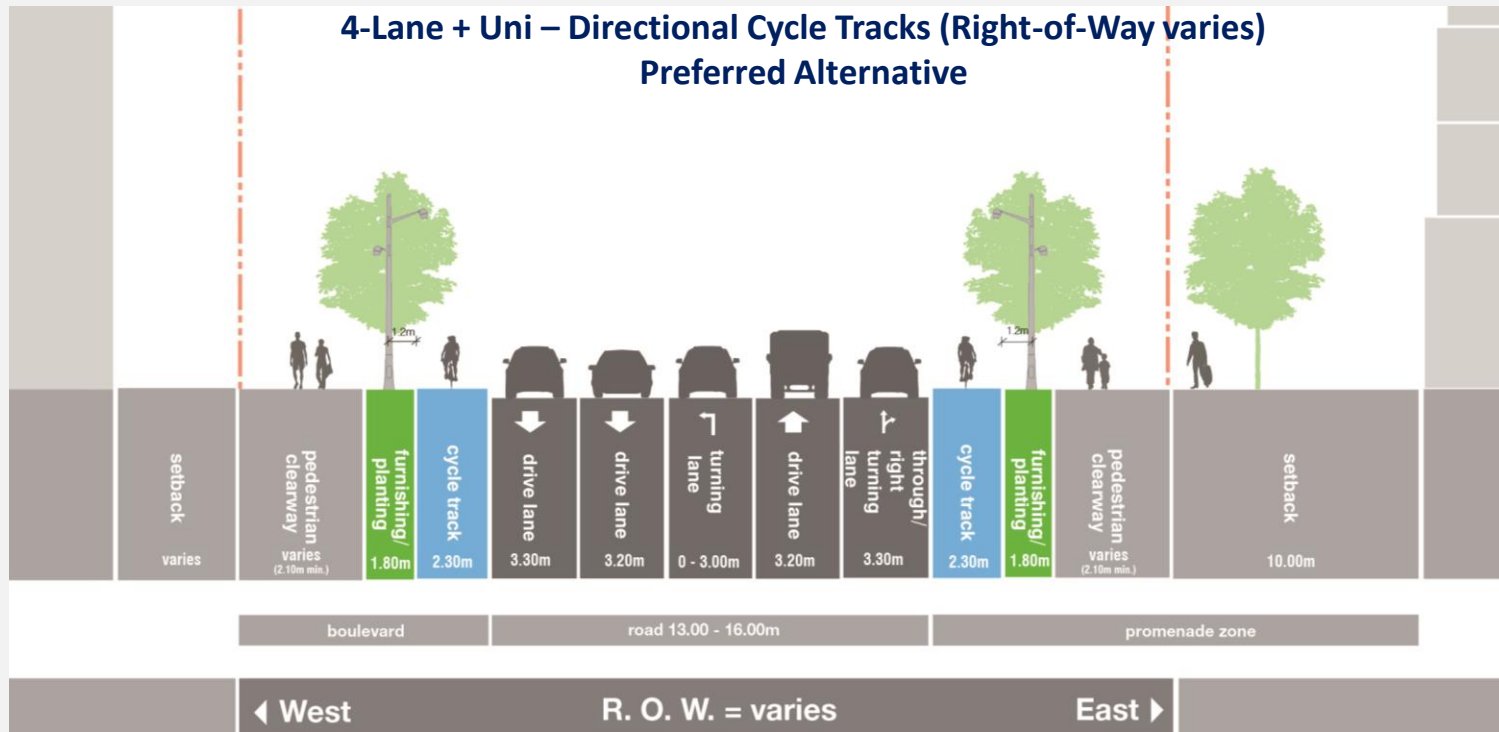 4-Lane + Uni – Directional Cycle Tracks (Right-of-Way varies)
Preferred Alternative
1.2m
1.2m
setback
varies
pedestrian
clearway
varies
(2.10m min.)
furnishing/
planting
1.80m
cycle track
2.30m
drive lane
3.30m
drive lane
3.20m
turning
lane
0 - 3.00m
drive lane
3.20m
through/
right
turning
lane
3.30m
cycle track
2.30m
furnishing/
planting
1.80m
pedestrian
clearway
varies
(2.10m min.)
setback
10.00m
boulevard
road 13.00 - 16.00m
promenade zone
West
R. O. W. = varies
East